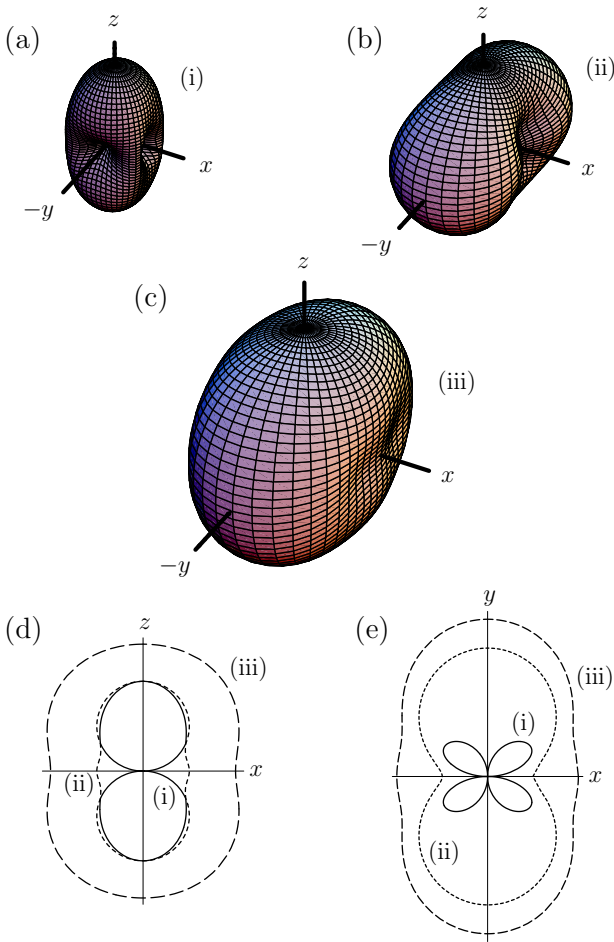 (a)
z
(i)
x
−y
(b)
z
(ii)
x
−y
(c)
z
(iii)
x
−y
(d)
z
(iii)
x
(ii)
(i)
(e)
y
(iii)
(i)
x
(ii)